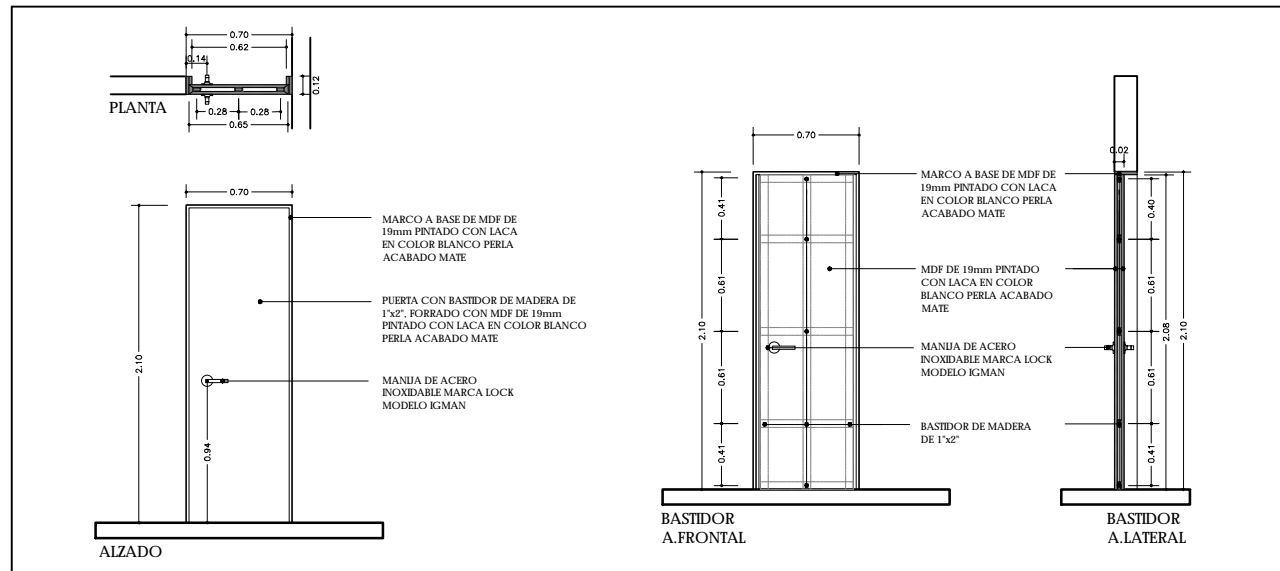 0.70
0.62
0.14
0.12
PLANTA
0.28
0.28
0.65
0.70
2.10
0.94
MARCO A BASE DE MDF DE
19mm PINTADO CON LACA
EN COLOR BLANCO PERLA
ACABADO MATE
PUERTA CON BASTIDOR DE MADERA DE
1"x2", FORRADO CON MDF DE 19mm
PINTADO CON LACA EN COLOR BLANCO
PERLA ACABADO MATE
MANIJA DE ACERO
INOXIDABLE MARCA LOCK
MODELO IGMAN
ALZADO
0.70
2.10
0.41
0.61
0.61
0.41
MARCO A BASE DE MDF DE
19mm PINTADO CON LACA
EN COLOR BLANCO PERLA
ACABADO MATE
MDF DE 19mm PINTADO
CON LACA EN COLOR
BLANCO PERLA ACABADO
MATE
MANIJA DE ACERO
INOXIDABLE MARCA LOCK
MODELO IGMAN
BASTIDOR DE MADERA
DE 1"x2"
BASTIDOR
A.FRONTAL
0.02
0.40
0.61
0.61
0.41
2.08
2.10
BASTIDOR
A.LATERAL